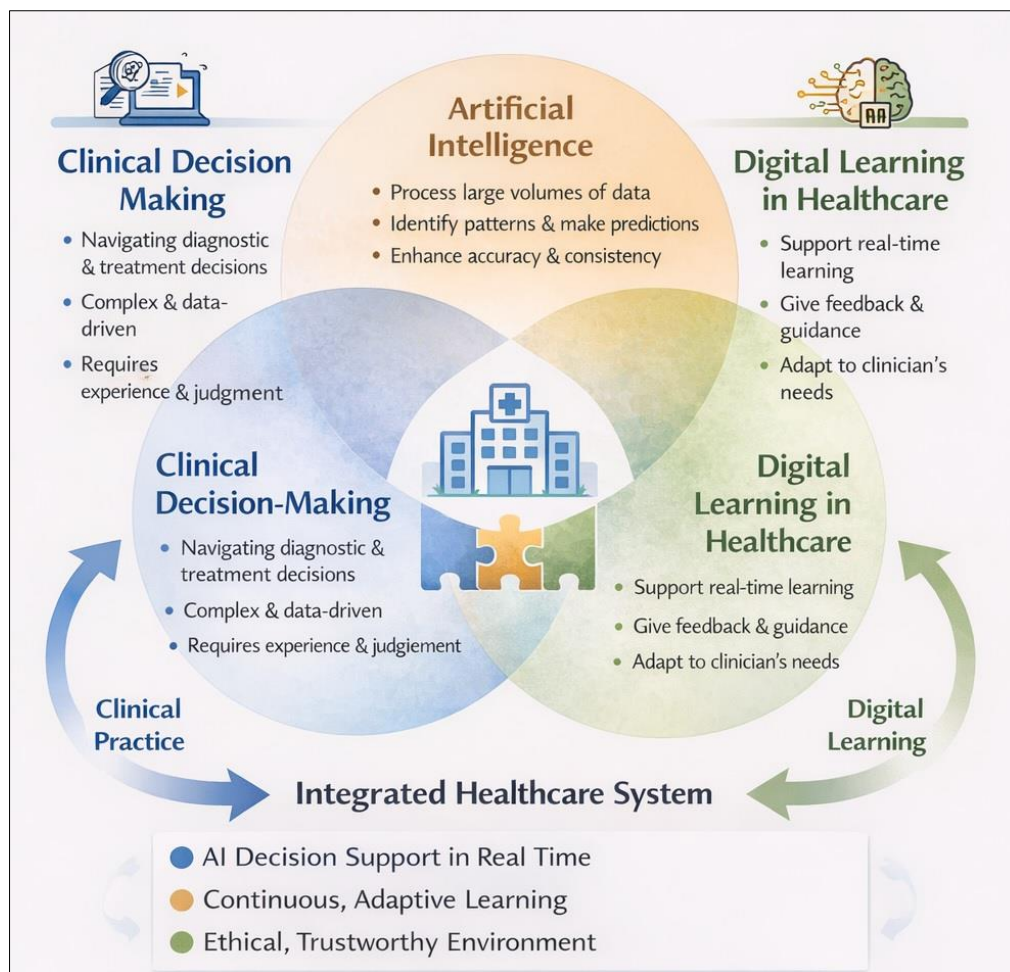 Artificial
Intelligence
• Process large volumes of data
• Identify patterns & make predictions
• Enhance accuracy & consistency
Clinical Decision
Making
• Navigating diagnostic
& treatment decisions
• Complex & data-
driven
• Requires
experience & judgment
Digital Learning
in Healthcare
• Support real-time
learning
• Give feedback &
guidance
• Adapt to clinician's
needs
Clinical
Decision-Making
• Navigating diagnostic &
treatment decisions
• Complex & data-driven
• Requires experience & judgiement
Digital
Learning in
Healthcare
• Support real-time learning
• Give feedback & guidance
• Adapt to clinician's needs
Clinical
Practice
Digital
Learning
Integrated Healthcare System
AI Decision Support in Real Time
Continuous, Adaptive Learning
Ethical, Trustworthy Environment